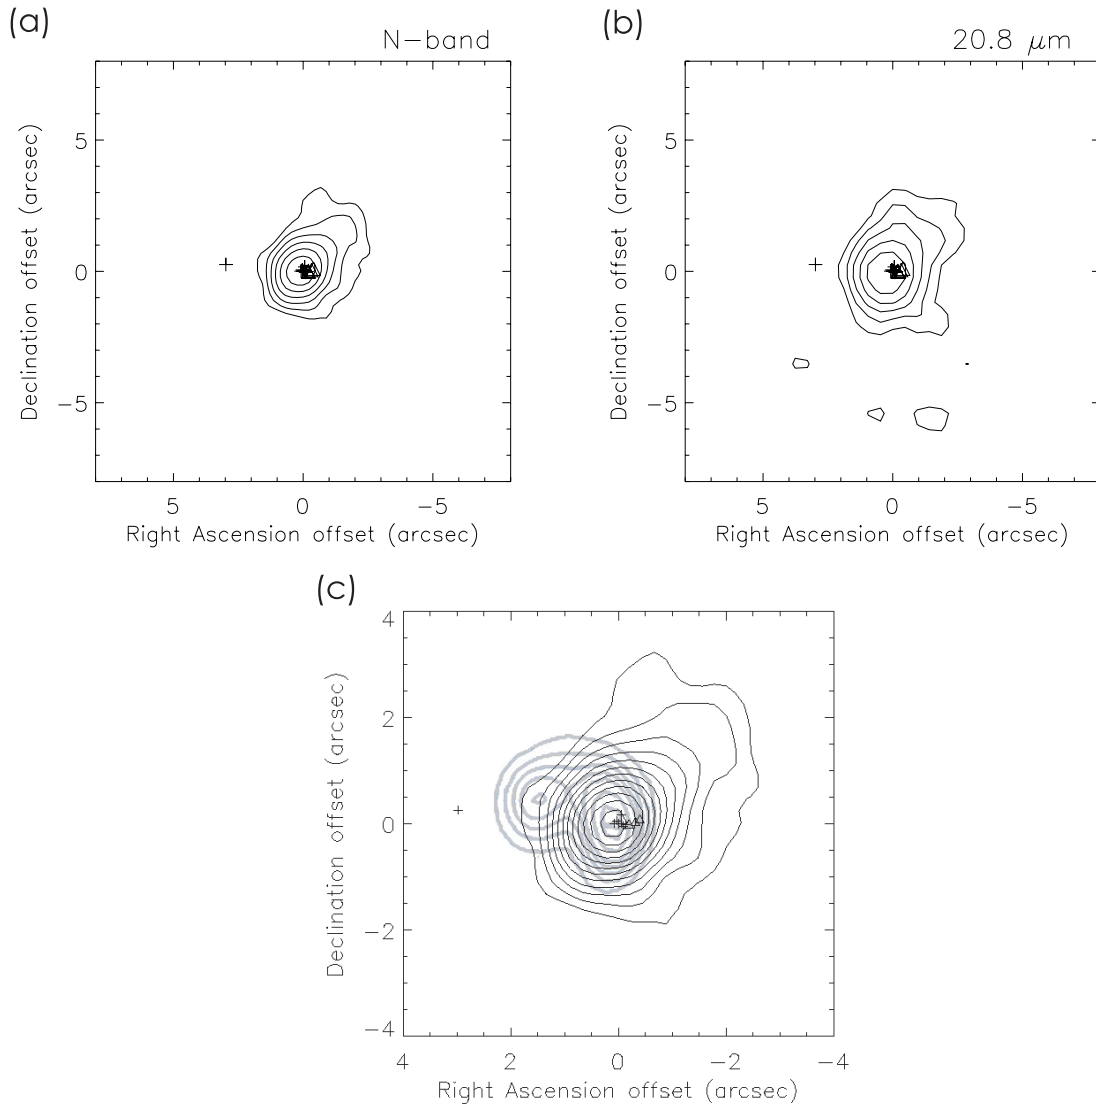 (a)
N-band
Declination offset (arcsec)
5
0
−5
5
0
−5
Right Ascension offset (arcsec)
(b)
20.8 μm
Declination offset (arcsec)
5
0
−5
5
0
−5
Right Ascension offset (arcsec)
(c)
Declination offset (arcsec)
4
2
0
−2
−4
4
2
0
−2
−4
Right Ascension offset (arcsec)